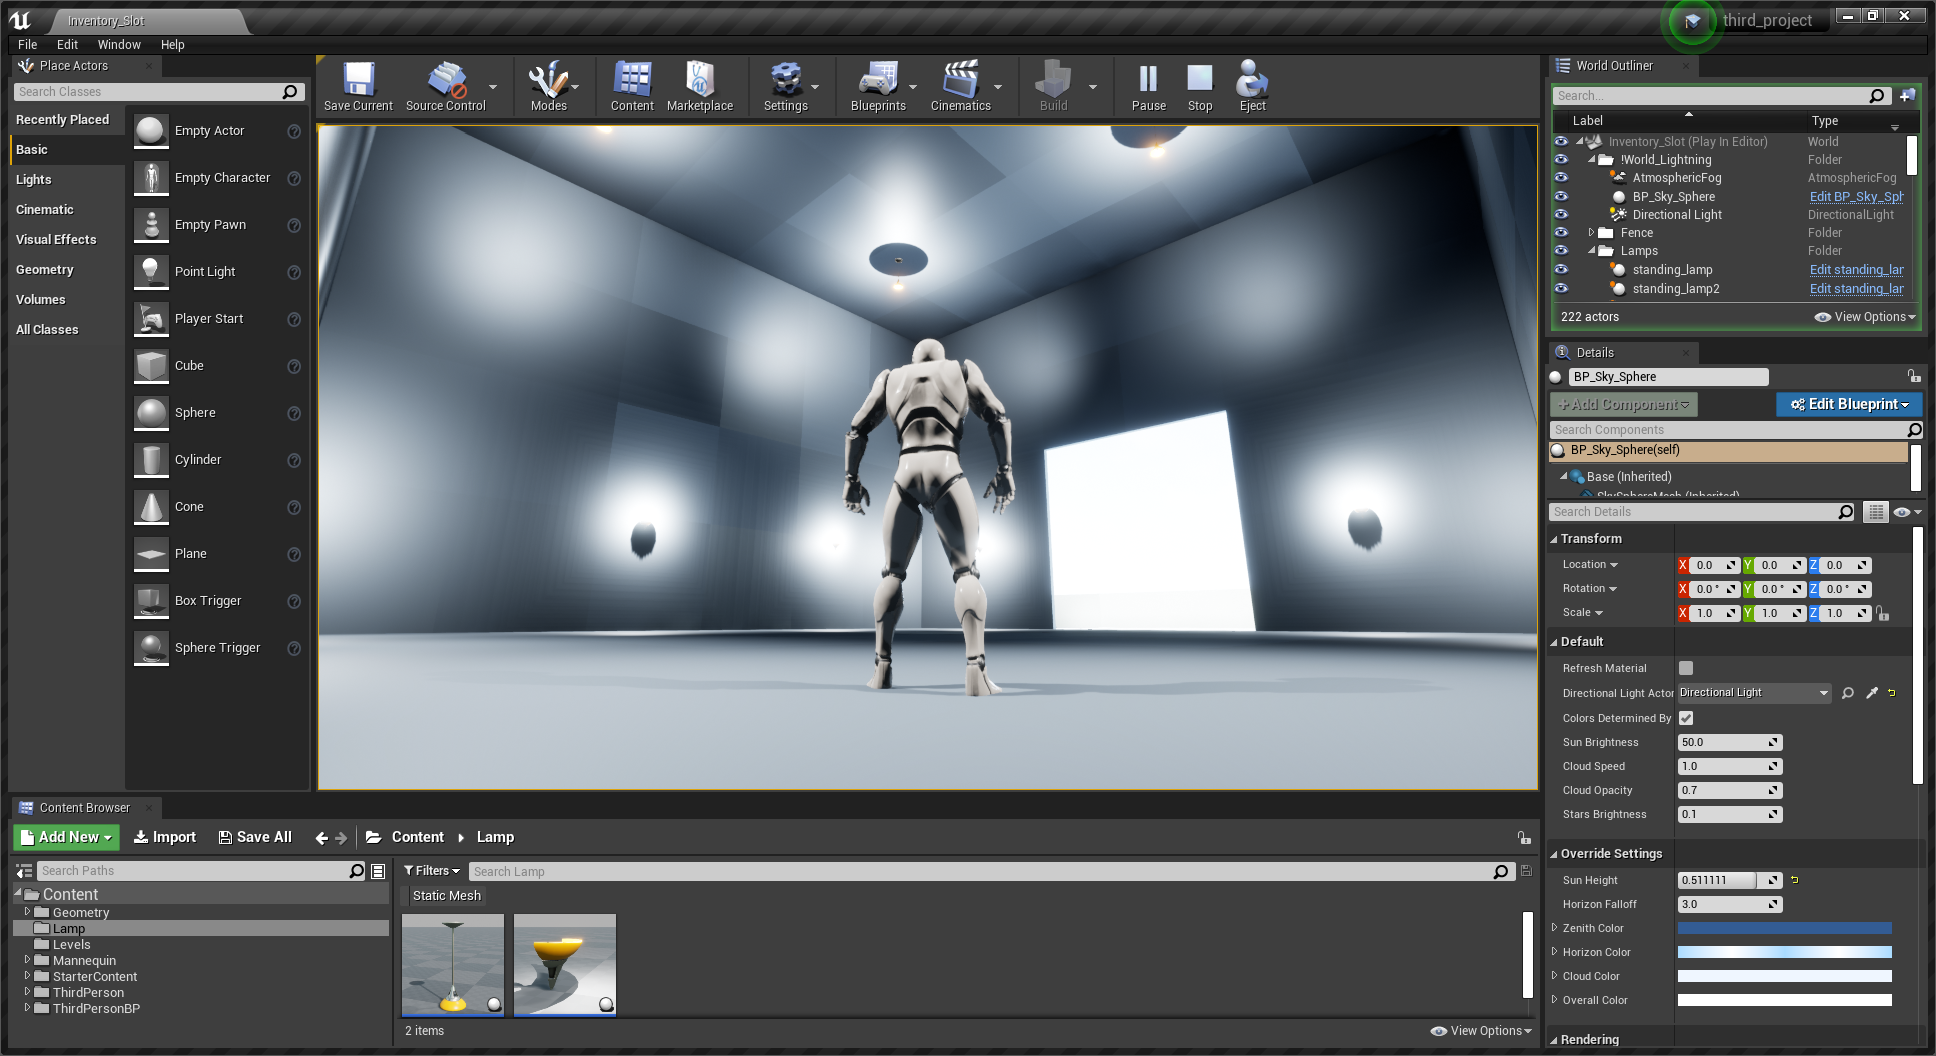 Inventory_Slot
third_project
File Edit Window Help
Place Actors
Search Classes
Recently Placed
Basic
Lights
Cinematic
Visual Effects
Geometry
Volumes
All Classes
Empty Actor
Empty Character
Empty Pawn
Point Light
Player Start
Cube
Sphere
Cylinder
Cone
Plane
Box Trigger
Sphere Trigger
Save Current Source Control Modes Content Marketplace Settings Blueprints Cinematics Build Pause Stop Eject
World Outliner
Search...
Label Type
Inventory_Slot (Play In Editor) World
!World_Lightning Folder
AtmosphericFog AtmosphericFog
BP_Sky_Sphere Edit BP_Sky_Sph
Directional Light DirectionalLight
Fence Folder
Lamps Folder
standing_lamp Edit standing_lar
standing_lamp2 Edit standing_lar
222 actors View Options
Details
BP_Sky_Sphere
+Add Component Edit Blueprint
Search Components
BP_Sky_Sphere(self)
Base (Inherited)
SkySphereMesh (Inherited)
Search Details
Transform
Location X 0.0 Y 0.0 Z 0.0
Rotation X 0.0 ° Y 0.0 ° Z 0.0 °
Scale X 1.0 Y 1.0 Z 1.0
Default
Refresh Material
Directional Light Actor Directional Light
Colors Determined By
Sun Brightness 50.0
Cloud Speed 1.0
Cloud Opacity 0.7
Stars Brightness 0.1
Override Settings
Sun Height 0.511111
Horizon Falloff 3.0
Zenith Color
Horizon Color
Cloud Color
Overall Color
Rendering
Content Browser
Add New Import Save All Content Lamp
Search Paths
Content
Geometry
Lamp
Levels
Mannequin
StarterContent
ThirdPerson
ThirdPersonBP
Filters Search Lamp
Static Mesh
2 items View Options